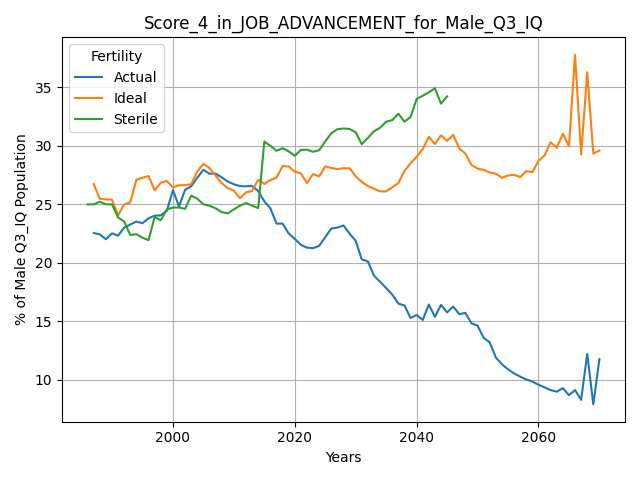 Score_4_in_JOB_ADVANCEMENT_for_Male_Q3_IQ
Fertility
Actual
Ideal
Sterile
% of Male Q3_IQ Population
35
30
25
20
15
10
2000
2020
2040
2060
Years